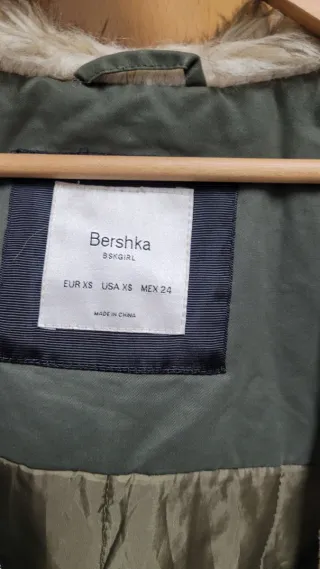 Bershka
BSKGIRL
EUR XS USA XS MEX 24
MADE IN CHINA